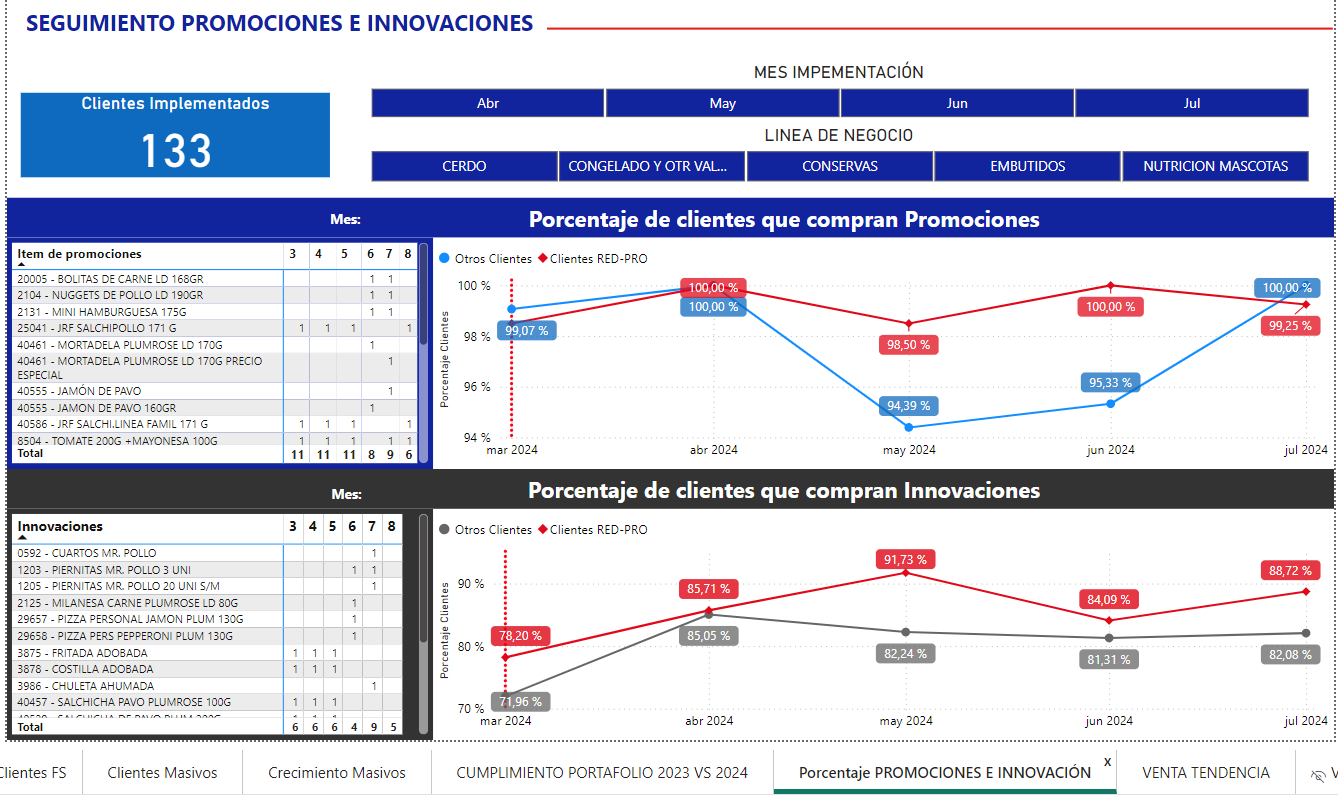 SEGUIMIENTO PROMOCIONES E INNOVACIONES
Clientes Implementados
133
MES IMPEMENTACIÓN
Abr May Jun Jul
LINEA DE NEGOCIO
CERDO CONGELADO Y OTR VAL... CONSERVAS EMBUTIDOS NUTRICION MASCOTAS
Mes:
Porcentaje de clientes que compran Promociones
Item de promociones 3 4 5 6 7 8
20005 - BOLITAS DE CARNE LD 168GR 1 1
2104 - NUGGETS DE POLLO LD 190GR 1 1
2131 - MINI HAMBURGUESA 175G 1 1
25041 - JRF SALCHIPOLLO 171 G 1 1 1 1
40461 - MORTADELA PLUMROSE LD 170G 1
40461 - MORTADELA PLUMROSE LD 170G PRECIO
ESPECIAL 1
40555 - JAMÓN DE PAVO 1
40555 - JAMON DE PAVO 160GR 1
40586 - JRF SALCHI.LINEA FAMIL 171 G 1 1 1 1
8504 - TOMATE 200G +MAYONESA 100G 1 1 1 1 1
Total 11 11 11 8 9 6
Otros Clientes Clientes RED-PRO
Porcentaje Clientes
100 %
98 %
96 %
94 %
99,07 %
100,00 %
100,00 %
98,50 %
94,39 %
100,00 %
95,33 %
100,00 %
99,25 %
mar 2024 abr 2024 may 2024 jun 2024 jul 2024
Mes:
Porcentaje de clientes que compran Innovaciones
Innovaciones 3 4 5 6 7 8
0592 - CUARTOS MR. POLLO 1
1203 - PIERNITAS MR. POLLO 3 UNI 1 1
1205 - PIERNITAS MR. POLLO 20 UNI S/M 1
2125 - MILANESA CARNE PLUMROSE LD 80G 1
29657 - PIZZA PERSONAL JAMON PLUM 130G 1
29658 - PIZZA PERS PEPPERONI PLUM 130G 1
3875 - FRITADA ADOBADA 1 1 1
3878 - COSTILLA ADOBADA 1 1 1
3986 - CHULETA AHUMADA 1
40457 - SALCHICHA PAVO PLUMROSE 100G 1 1 1
Total 6 6 6 4 9 5
Otros Clientes Clientes RED-PRO
Porcentaje Clientes
90 %
80 %
70 %
78,20 %
71,96 %
85,71 %
85,05 %
91,73 %
82,24 %
84,09 %
81,31 %
88,72 %
82,08 %
mar 2024 abr 2024 may 2024 jun 2024 jul 2024
Clientes FS Clientes Masivos Crecimiento Masivos CUMPLIMIENTO PORTAFOLIO 2023 VS 2024 Porcentaje PROMOCIONES E INNOVACIÓN x VENTA TENDENCIA